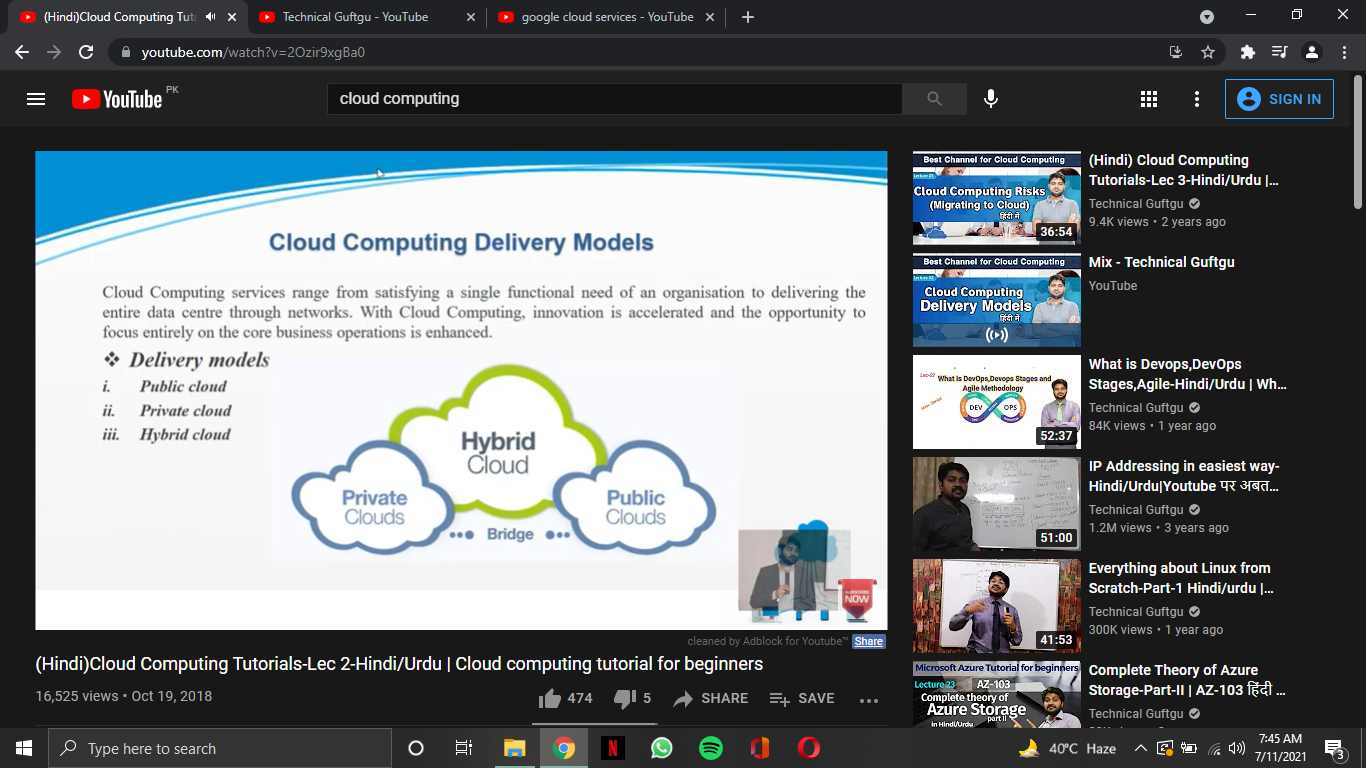 (Hindi)Cloud Computing Tut
Technical Guftgu - YouTube
google cloud services - YouTube
youtube.com/watch?v=2Ozir9xgBa0
YouTube PK
cloud computing
SIGN IN
Cloud Computing Delivery Models
Cloud Computing services range from satisfying a single functional need of an organisation to delivering the
entire data centre through networks. With Cloud Computing, innovation is accelerated and the opportunity to
focus entirely on the core business operations is enhanced.
❖ Delivery models
i. Public cloud
ii. Private cloud
iii. Hybrid cloud
Hybrid
Cloud
Private
Clouds
Public
Clouds
Bridge
SUBSCRIBE
NOW
cleaned by Adblock for Youtube™ Share
(Hindi)Cloud Computing Tutorials-Lec 2-Hindi/Urdu | Cloud computing tutorial for beginners
16,525 views • Oct 19, 2018
474
5
SHARE
SAVE
Best Channel for Cloud Computing
Lecture 03
Cloud Computing Risks
(Migrating to Cloud)
हिंदी में
36:54
(Hindi) Cloud Computing
Tutorials-Lec 3-Hindi/Urdu |...
Technical Guftgu
9.4K views • 2 years ago
Best Channel for Cloud Computing
Lecture 02
Cloud Computing
Delivery Models
हिंदी में
Mix - Technical Guftgu
YouTube
Lec-02
What is DevOps,Devops Stages and
Agile Methodology
DEV OPS
52:37
What is Devops,DevOps
Stages,Agile-Hindi/Urdu | Wh...
Technical Guftgu
84K views • 1 year ago
51:00
IP Addressing in easiest way-
Hindi/Urdu|Youtube पर अबत...
Technical Guftgu
1.2M views • 3 years ago
41:53
Everything about Linux from
Scratch-Part-1 Hindi/urdu |...
Technical Guftgu
300K views • 1 year ago
Microsoft Azure Tutorial for beginners
Lecture 23 AZ-103
Complete theory of
Azure Storage
part II
in Hindi/Urdu
Complete Theory of Azure
Storage-Part-II | AZ-103 हिंदी ...
Technical Guftgu
Type here to search
40°C Haze
7:45 AM
7/11/2021
3